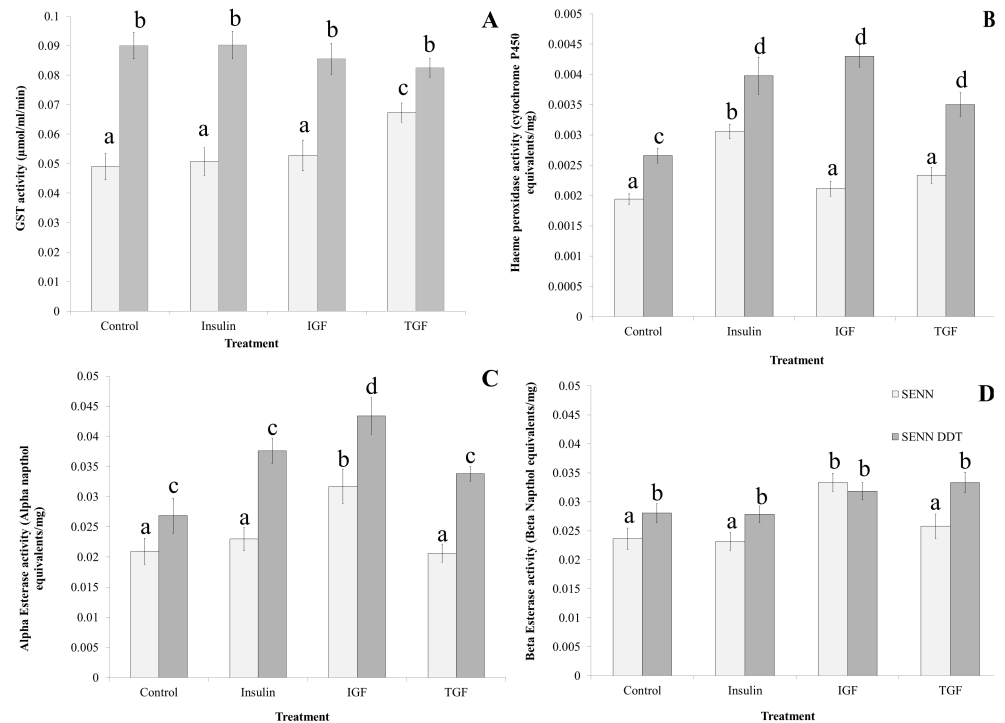 A
GST activity (µmol/ml/min)
0.1
0.09
0.08
0.07
0.06
0.05
0.04
0.03
0.02
0.01
0
a b a b a b c b
Control Insulin IGF TGF
Treatment
B
Haeme peroxidase activity (cytochrome P450
equivalents/mg)
0.005
0.0045
0.004
0.0035
0.003
0.0025
0.002
0.0015
0.001
0.0005
0
a c b d a d a d
Control Insulin IGF TGF
Treatment
C
Alpha Esterase activity (Alpha napthol
equivalents/mg)
0.05
0.045
0.04
0.035
0.03
0.025
0.02
0.015
0.01
0.005
0
a c a c b d a c
Control Insulin IGF TGF
Treatment
D
Beta Esterase activity (Beta Napthol equivalents/mg)
0.05
0.045
0.04
0.035
0.03
0.025
0.02
0.015
0.01
0.005
0
SENN
SENN DDT
a b a b b b a b
Control Insulin IGF TGF
Treatment